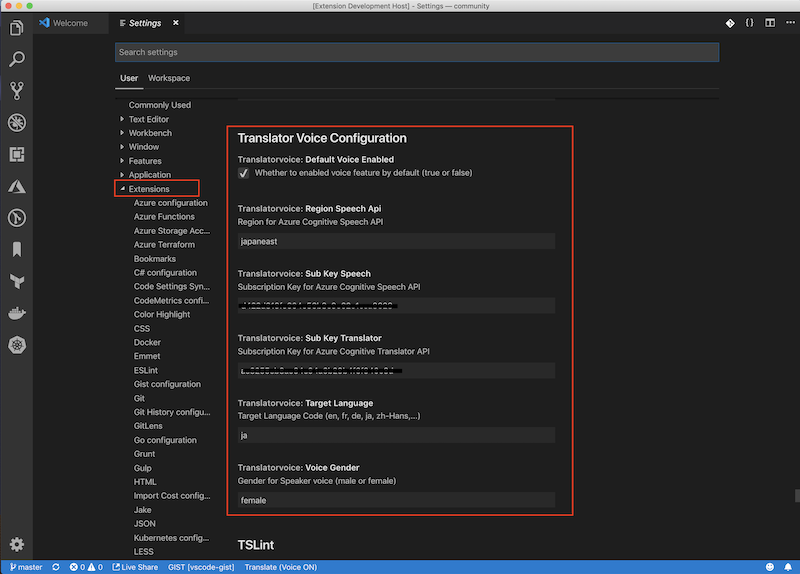 [Extension Development Host] - Settings — community
Welcome
Settings
Search settings
User
Workspace
Commonly Used
Text Editor
Workbench
Window
Features
Application
Extensions
Azure configuration
Azure Functions
Azure Storage Acc...
Azure Terraform
Bookmarks
C# configuration
Code Settings Syn...
CodeMetrics confi...
Color Highlight
CSS
Docker
Emmet
ESLint
Gist configuration
Git
Git History configu...
GitLens
Go configuration
Grunt
Gulp
HTML
Import Cost config...
Jake
JSON
Kubernetes config...
LESS
Translator Voice Configuration
Translatorvoice: Default Voice Enabled
Whether to enabled voice feature by default (true or false)
Translatorvoice: Region Speech Api
Region for Azure Cognitive Speech API
japaneast
Translatorvoice: Sub Key Speech
Subscription Key for Azure Cognitive Speech API
Translatorvoice: Sub Key Translator
Subscription Key for Azure Cognitive Translator API
Translatorvoice: Target Language
Target Language Code (en, fr, de, ja, zh-Hans,...)
ja
Translatorvoice: Voice Gender
Gender for Speaker voice (male or female)
female
TSLint
master
0
0
Live Share
GIST [vscode-gist]
Translate (Voice ON)